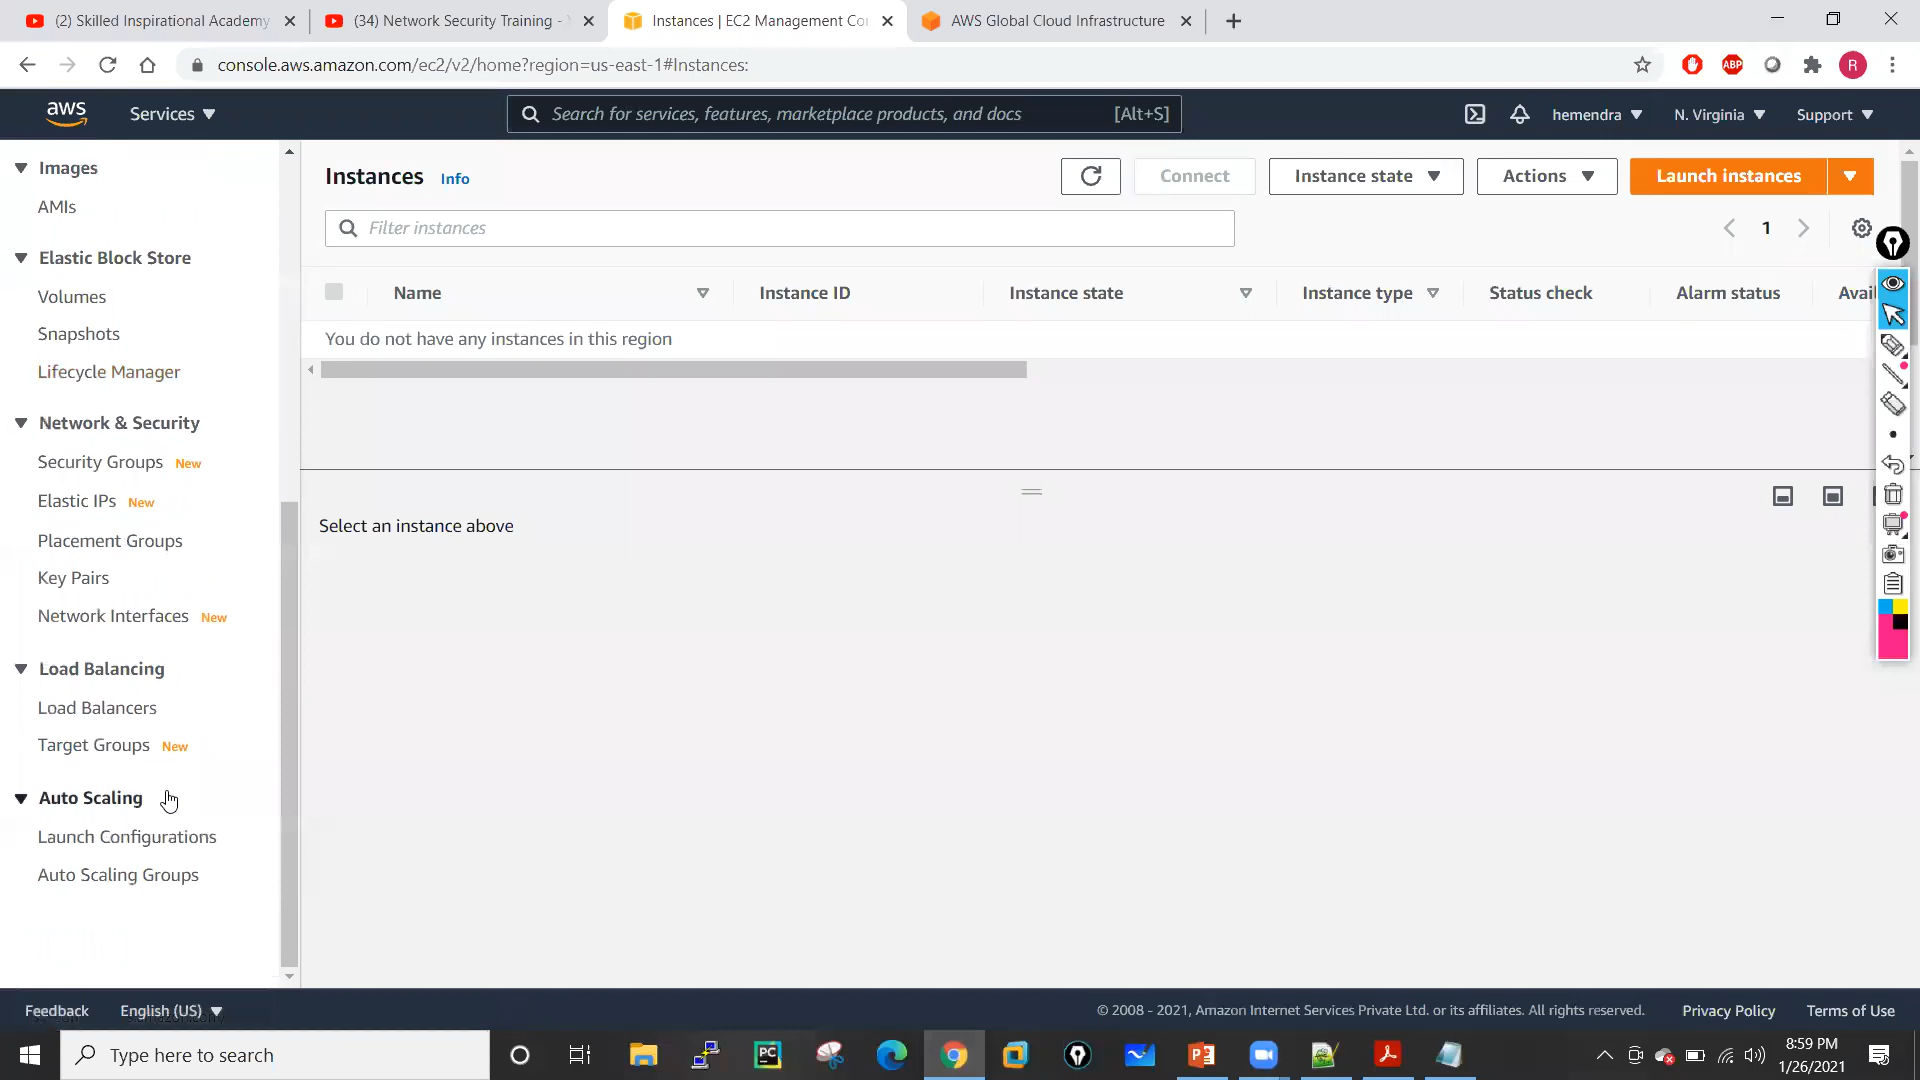 (2) Skilled Inspirational Academy
(34) Network Security Training -
Instances | EC2 Management Co
AWS Global Cloud Infrastructure
console.aws.amazon.com/ec2/v2/home?region=us-east-1#Instances:
ABP
R
aws
Services
Search for services, features, marketplace products, and docs
[Alt+S]
hemendra
N. Virginia
Support
Images
AMIs
Elastic Block Store
Volumes
Snapshots
Lifecycle Manager
Network & Security
Security Groups New
Elastic IPs New
Placement Groups
Key Pairs
Network Interfaces New
Load Balancing
Load Balancers
Target Groups New
Auto Scaling
Launch Configurations
Auto Scaling Groups
Instances Info
Connect
Instance state
Actions
Launch instances
Filter instances
1
Name
Instance ID
Instance state
Instance type
Status check
Alarm status
Avai
You do not have any instances in this region
Select an instance above
Feedback
English (US)
© 2008 - 2021, Amazon Internet Services Private Ltd. or its affiliates. All rights reserved.
Privacy Policy
Terms of Use
Type here to search
PC
8:59 PM
1/26/2021